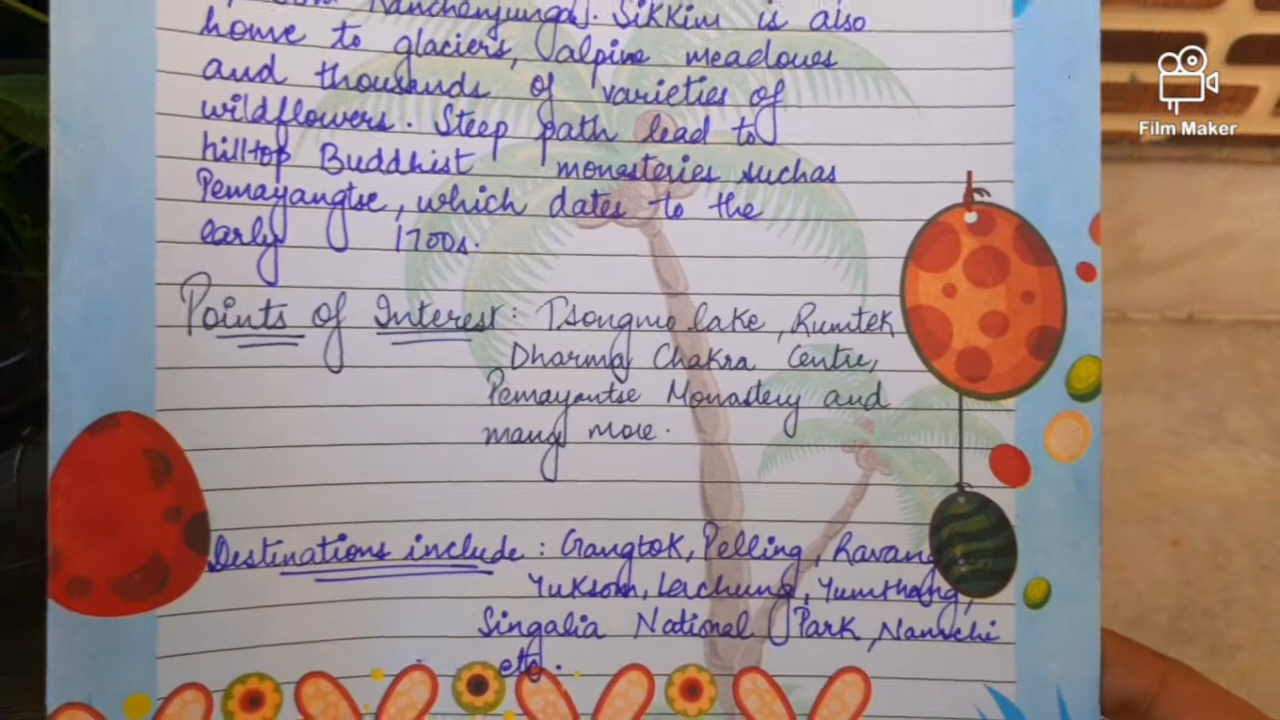 Kanchenjunga). Sikkim is also
home to glaciers, alpine meadows
and thousands of varieties of
wildflowers. Steep path lead to
hilltop Buddhist monasteries suchas
Pemayangtse, which dates to the
early 1700s.
Points of Interest: Tsongmo lake, Rumtek
Dharma Chakra Centre,
Pemayantse Monastery and
many more.
Destinations include: Gangtok, Pelling, Ravang
Yuksom, Lachung, Yumthang,
Singalia National Park, Namchi
etc.
Film Maker